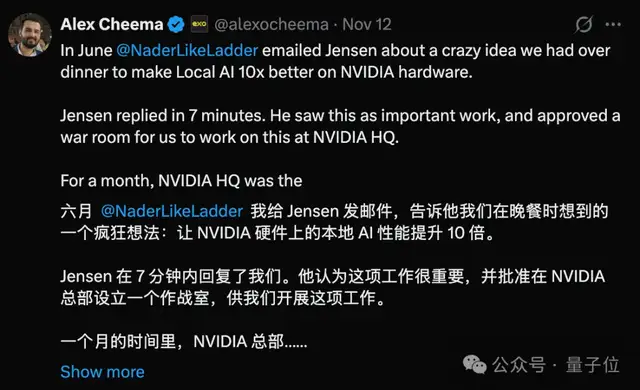 Alex Cheema exo @alexocheema · Nov 12
In June @NaderLikeLadder emailed Jensen about a crazy idea we had over
dinner to make Local AI 10x better on NVIDIA hardware.
Jensen replied in 7 minutes. He saw this as important work, and approved a
war room for us to work on this at NVIDIA HQ.
For a month, NVIDIA HQ was the
六月 @NaderLikeLadder 我给 Jensen 发邮件，告诉他我们在晚餐时想到的
一个疯狂想法：让 NVIDIA 硬件上的本地 AI 性能提升 10 倍。
Jensen 在 7 分钟内回复了我们。他认为这项工作很重要，并批准在 NVIDIA
总部设立一个作战室，供我们开展这项工作。
一个月的时间里，NVIDIA 总部......
Show more
公众号 · 量子位